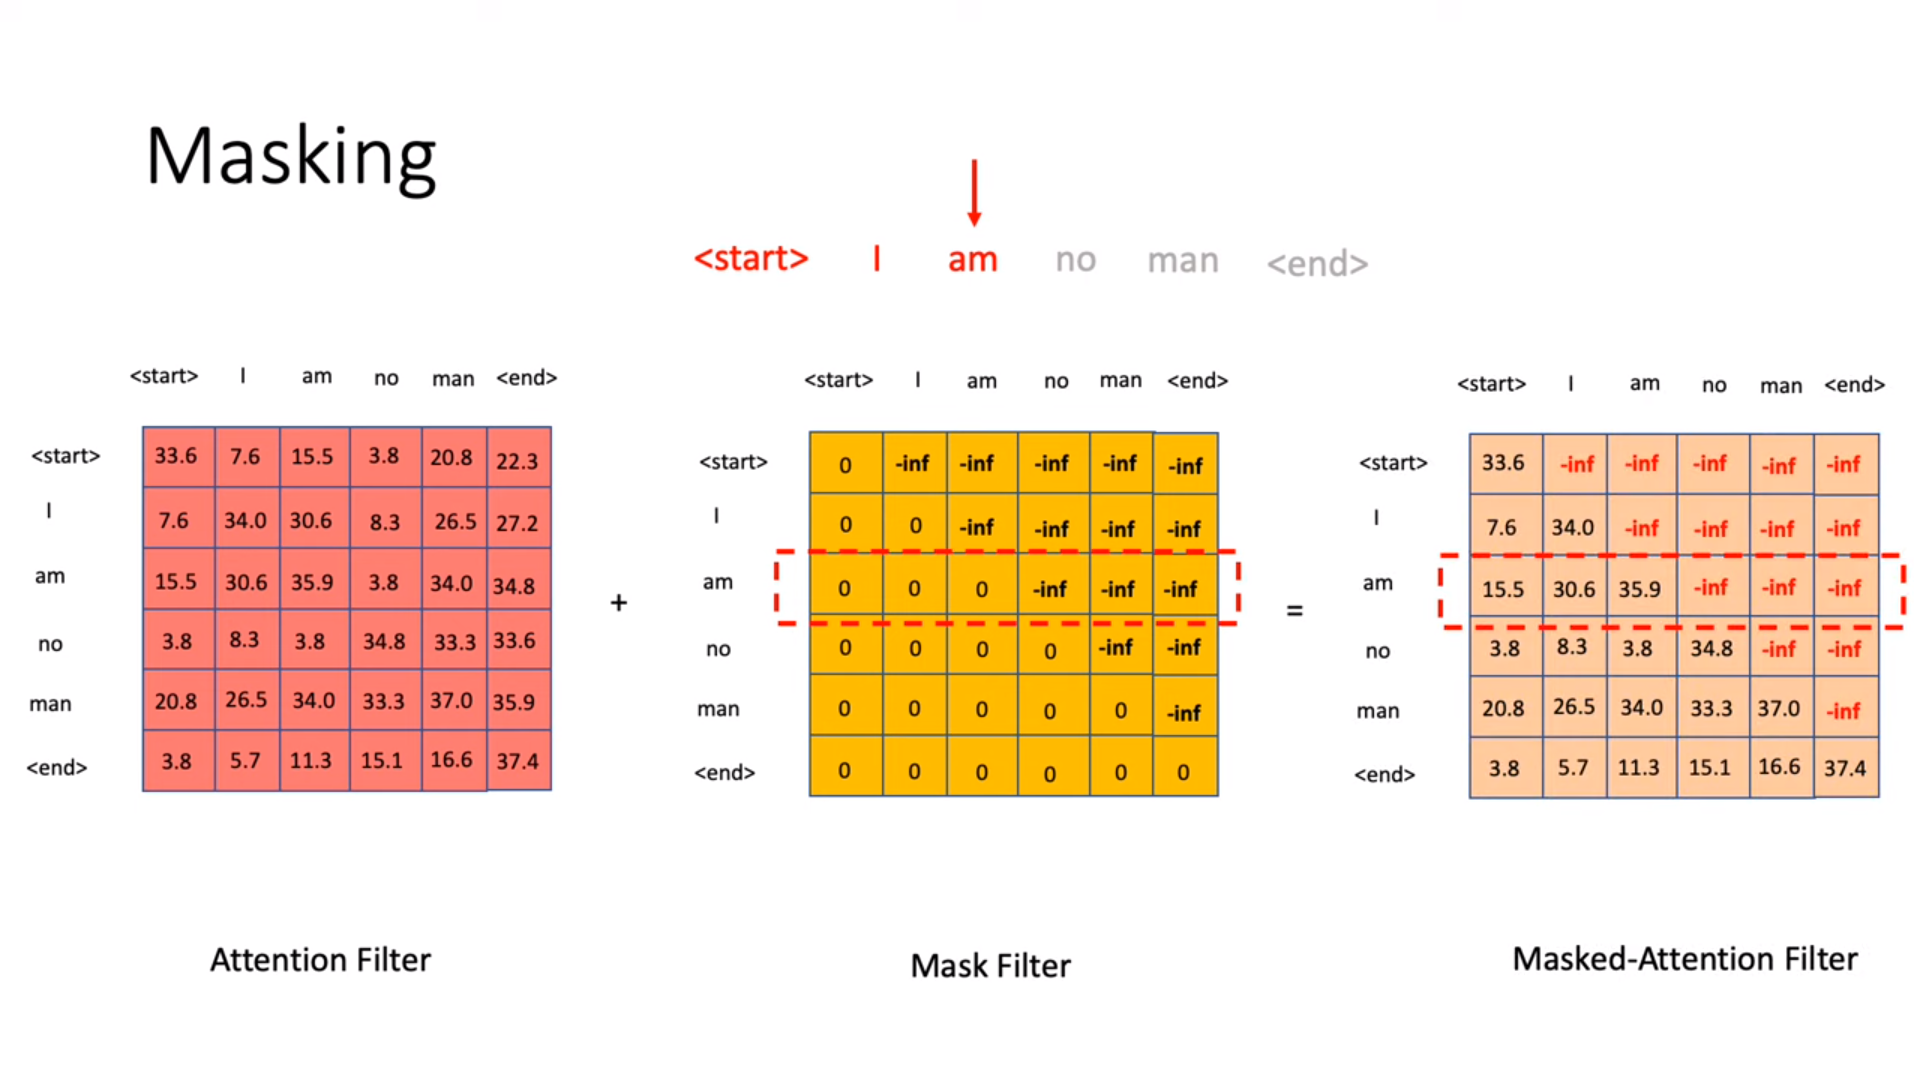 Masking
<start> I am no man <end>
<start> I am no man <end>
<start> 33.6 7.6 15.5 3.8 20.8 22.3
I 7.6 34.0 30.6 8.3 26.5 27.2
am 15.5 30.6 35.9 3.8 34.0 34.8
no 3.8 8.3 3.8 34.8 33.3 33.6
man 20.8 26.5 34.0 33.3 37.0 35.9
<end> 3.8 5.7 11.3 15.1 16.6 37.4
Attention Filter
+
<start> I am no man <end>
<start> 0 -inf -inf -inf -inf -inf
I 0 0 -inf -inf -inf -inf
am 0 0 0 -inf -inf -inf
no 0 0 0 0 -inf -inf
man 0 0 0 0 0 -inf
<end> 0 0 0 0 0 0
Mask Filter
=
<start> I am no man <end>
<start> 33.6 -inf -inf -inf -inf -inf
I 7.6 34.0 -inf -inf -inf -inf
am 15.5 30.6 35.9 -inf -inf -inf
no 3.8 8.3 3.8 34.8 -inf -inf
man 20.8 26.5 34.0 33.3 37.0 -inf
<end> 3.8 5.7 11.3 15.1 16.6 37.4
Masked-Attention Filter